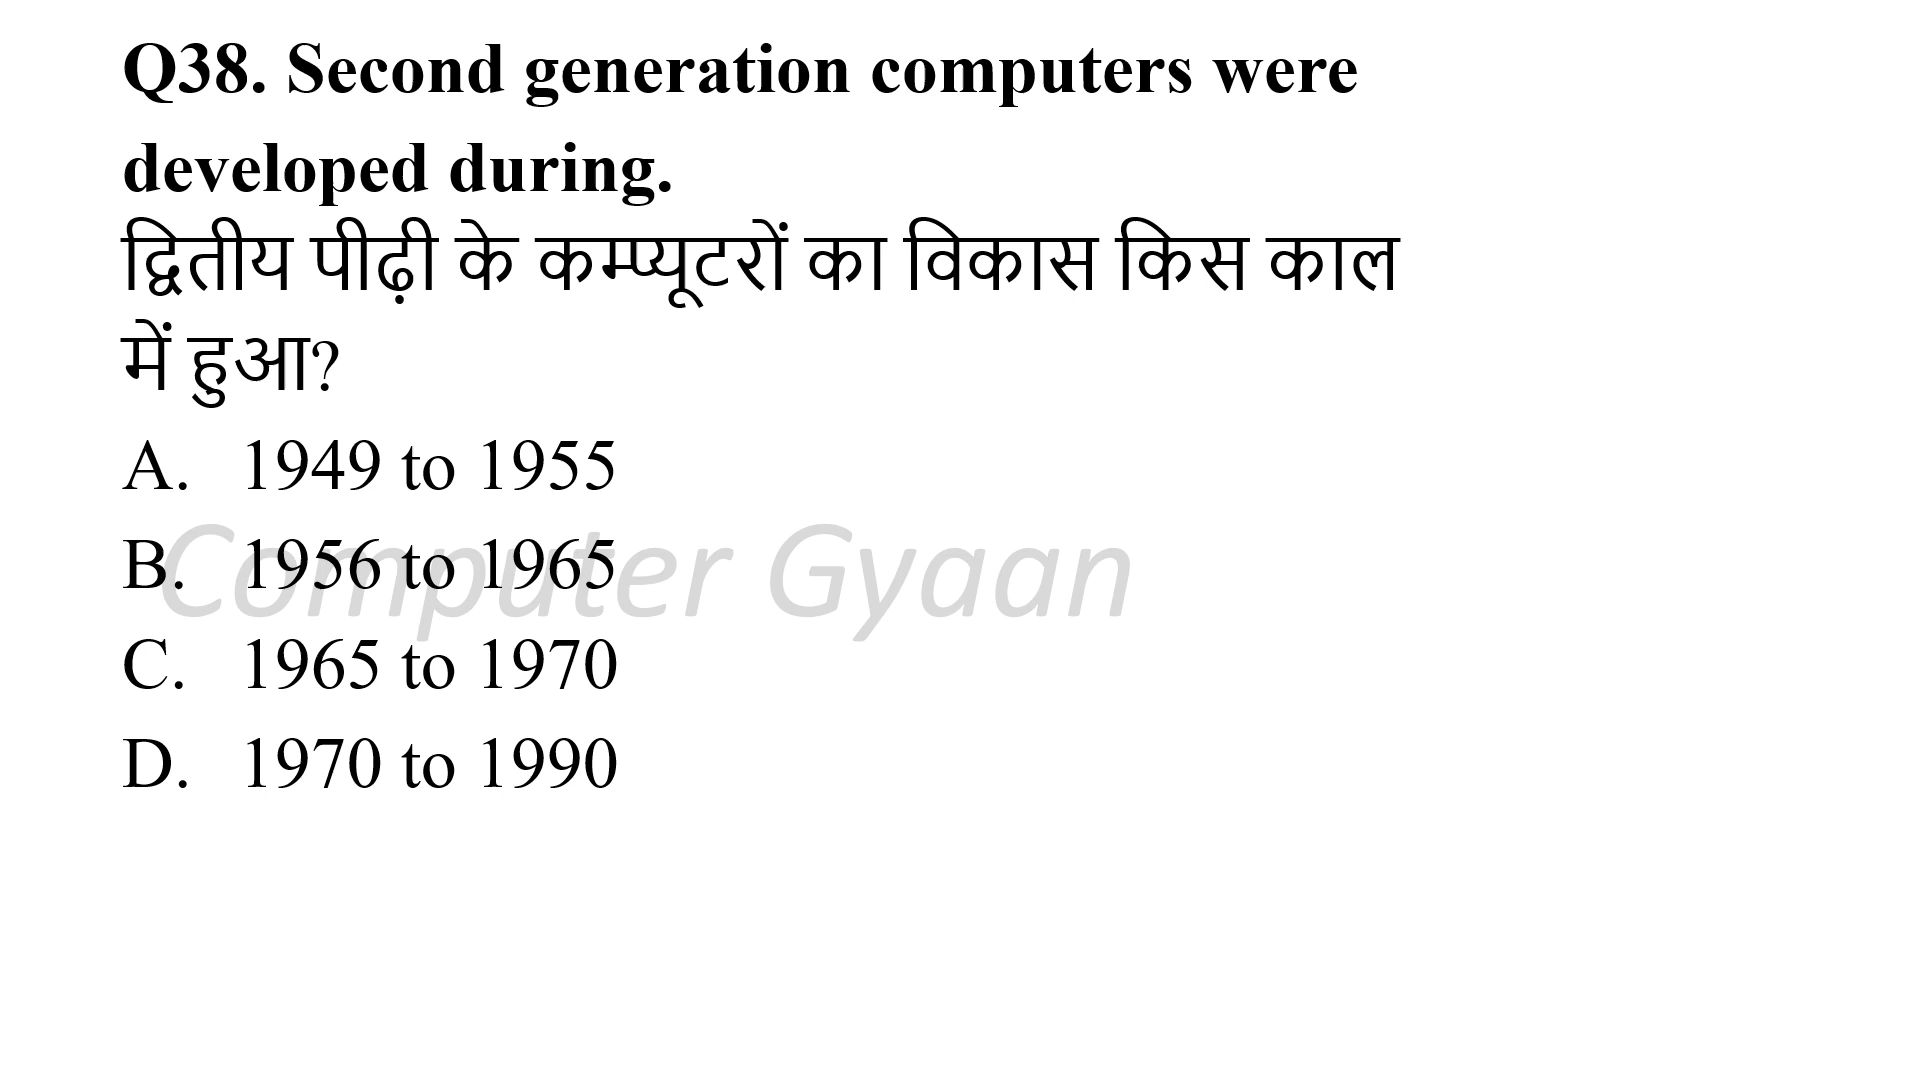 Q38. Second generation computers were
developed during.
द्वितीय पीढ़ी के कम्प्यूटरों का विकास किस काल
में हुआ?
A. 1949 to 1955
B. 1956 to 1965
Computer Gyaan
C. 1965 to 1970
D. 1970 to 1990